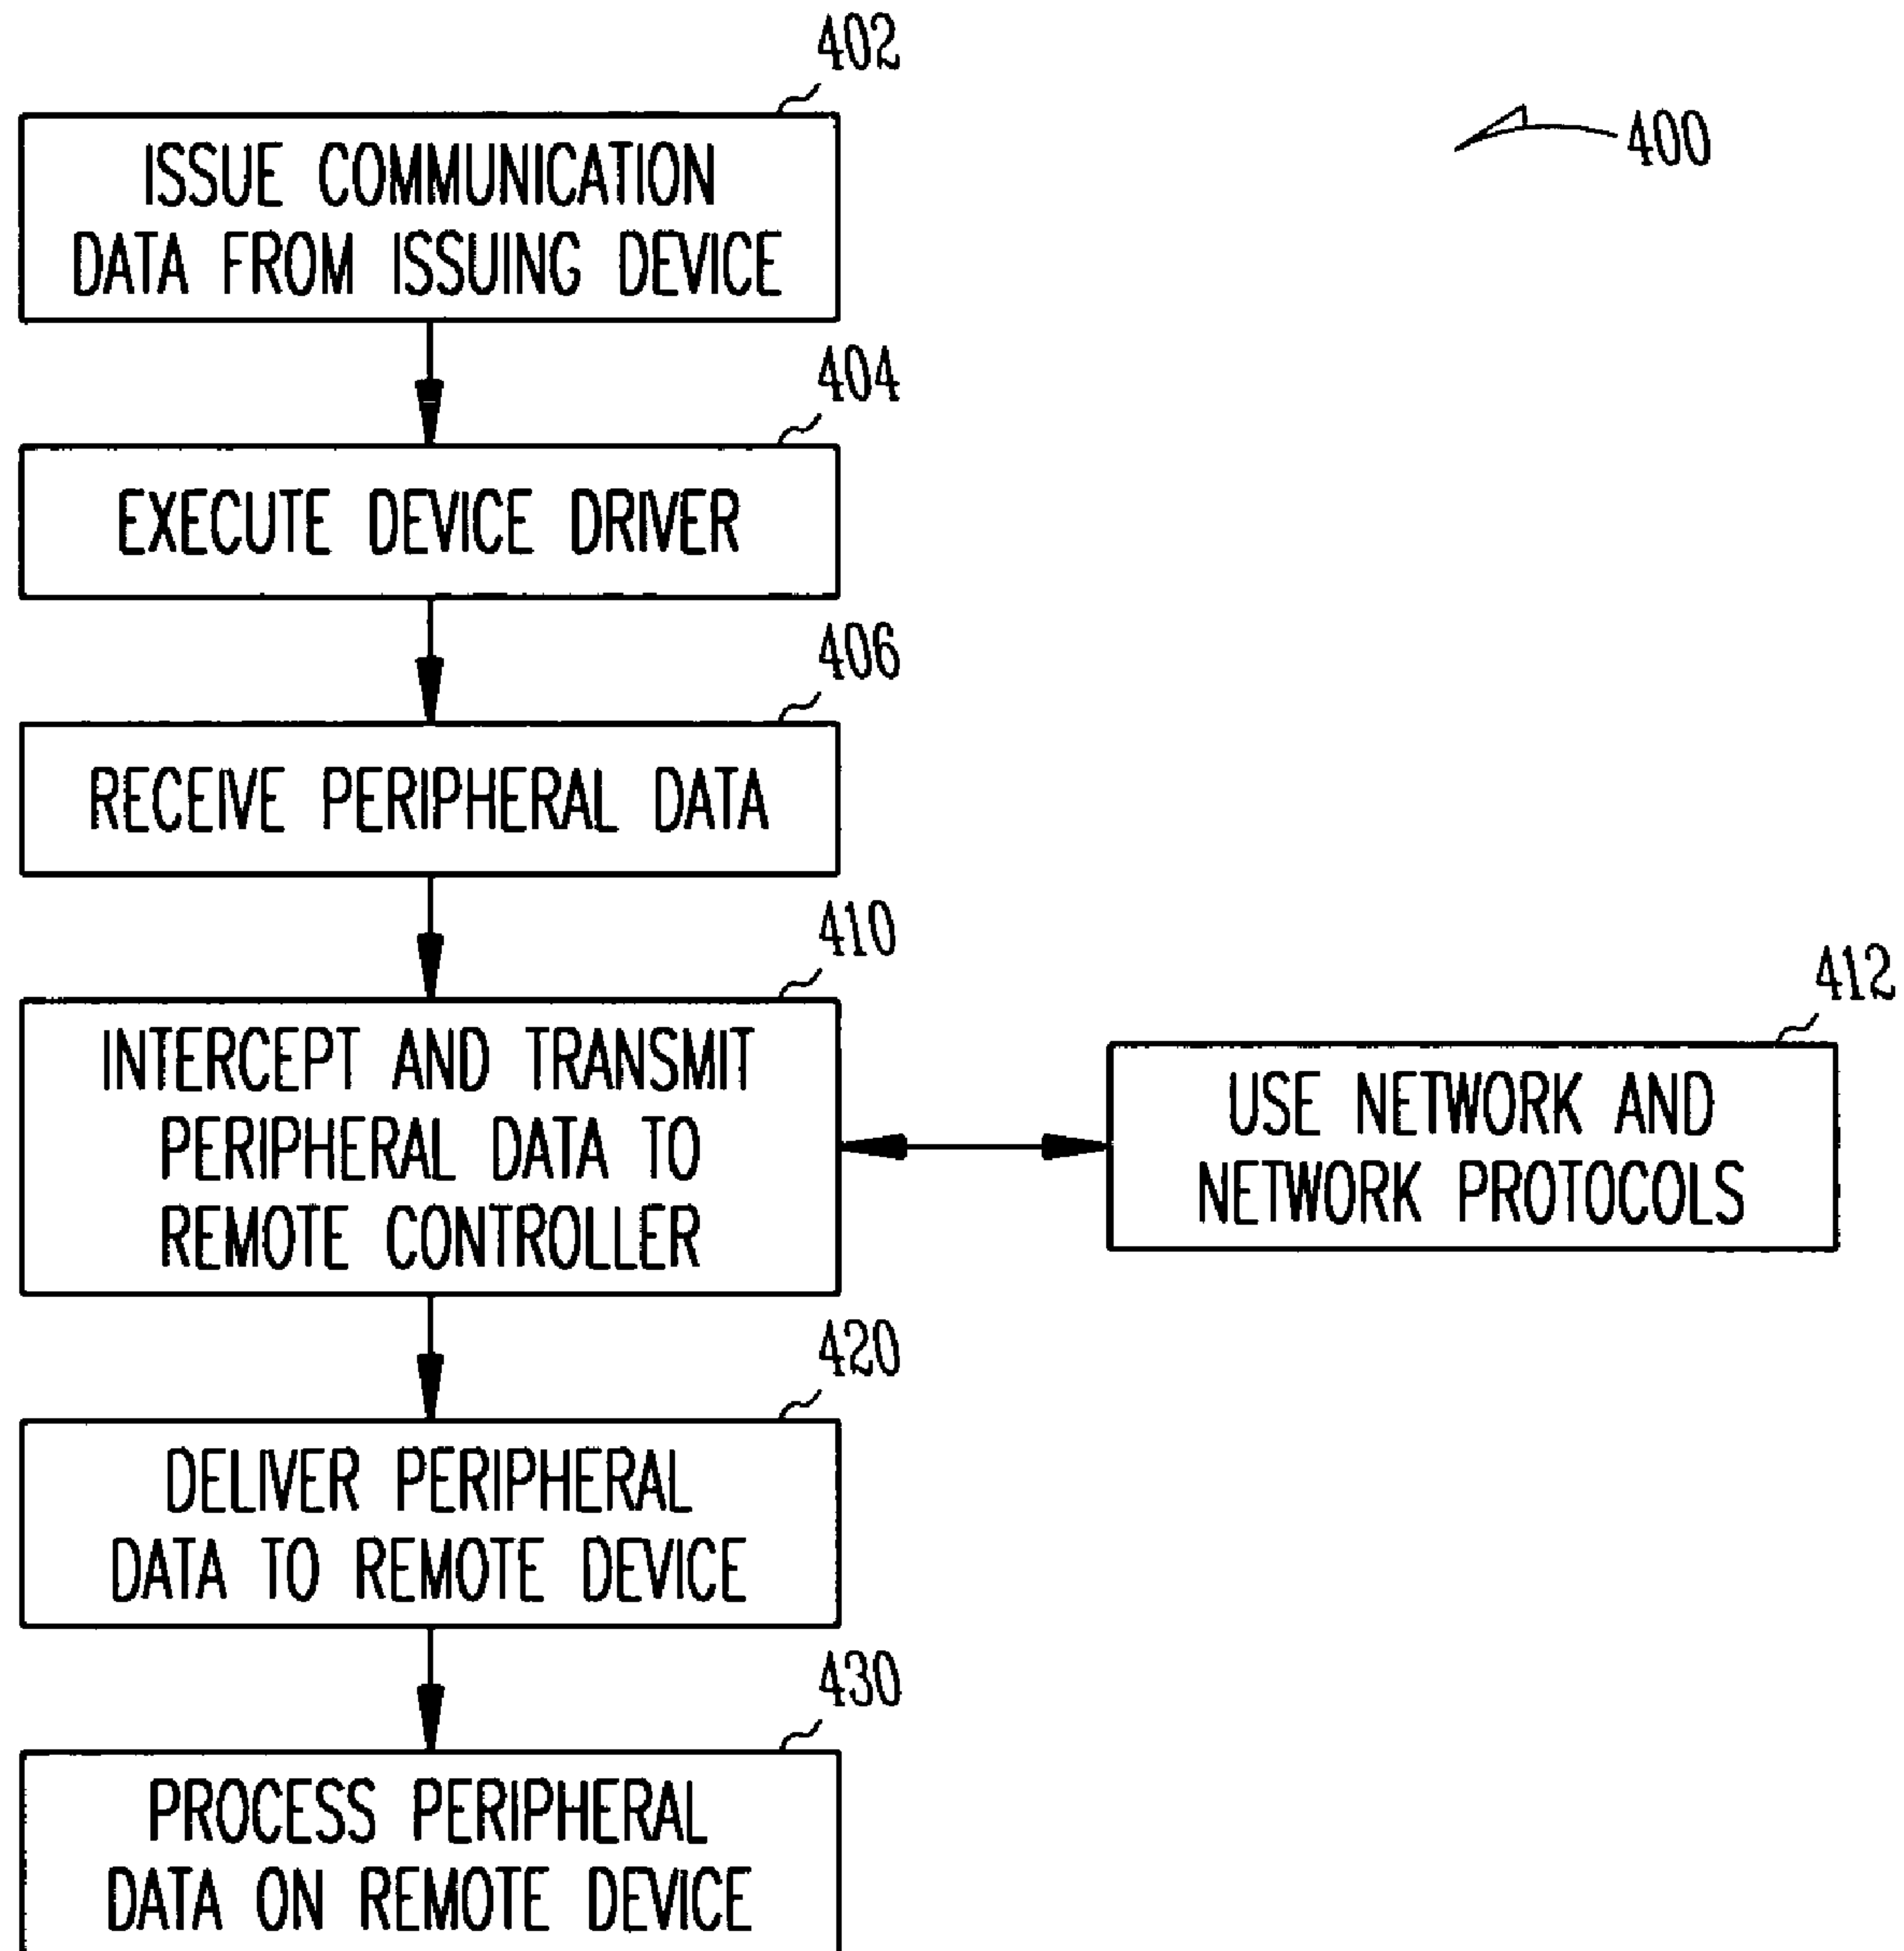 402
400
ISSUE COMMUNICATION
DATA FROM ISSUING DEVICE
404
EXECUTE DEVICE DRIVER
406
RECEIVE PERIPHERAL DATA
410
INTERCEPT AND TRANSMIT
PERIPHERAL DATA TO
REMOTE CONTROLLER
412
USE NETWORK AND
NETWORK PROTOCOLS
420
DELIVER PERIPHERAL
DATA TO REMOTE DEVICE
430
PROCESS PERIPHERAL
DATA ON REMOTE DEVICE